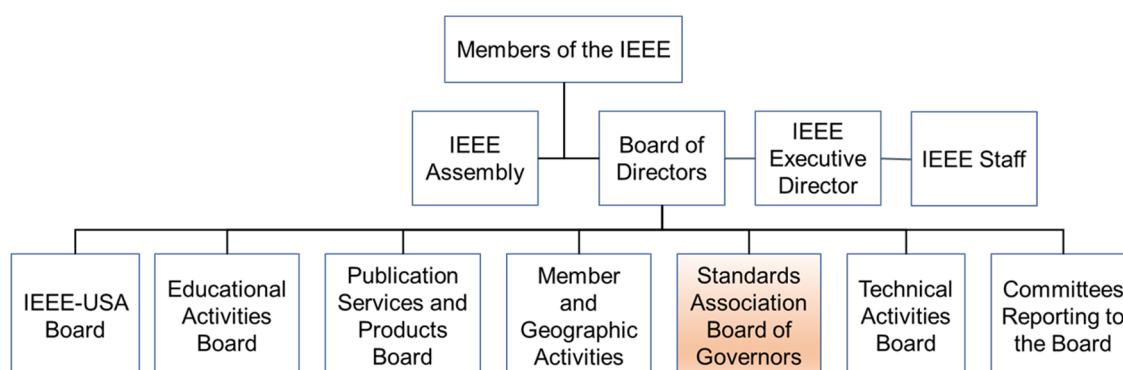 Members of the IEEE
IEEE
Assembly
Board of
Directors
IEEE
Executive
Director
IEEE Staff
IEEE-USA
Board
Educational
Activities
Board
Publication
Services and
Products
Board
Member
and
Geographic
Activities
Standards
Association
Board of
Governors
Technical
Activities
Board
Committees
Reporting to
the Board